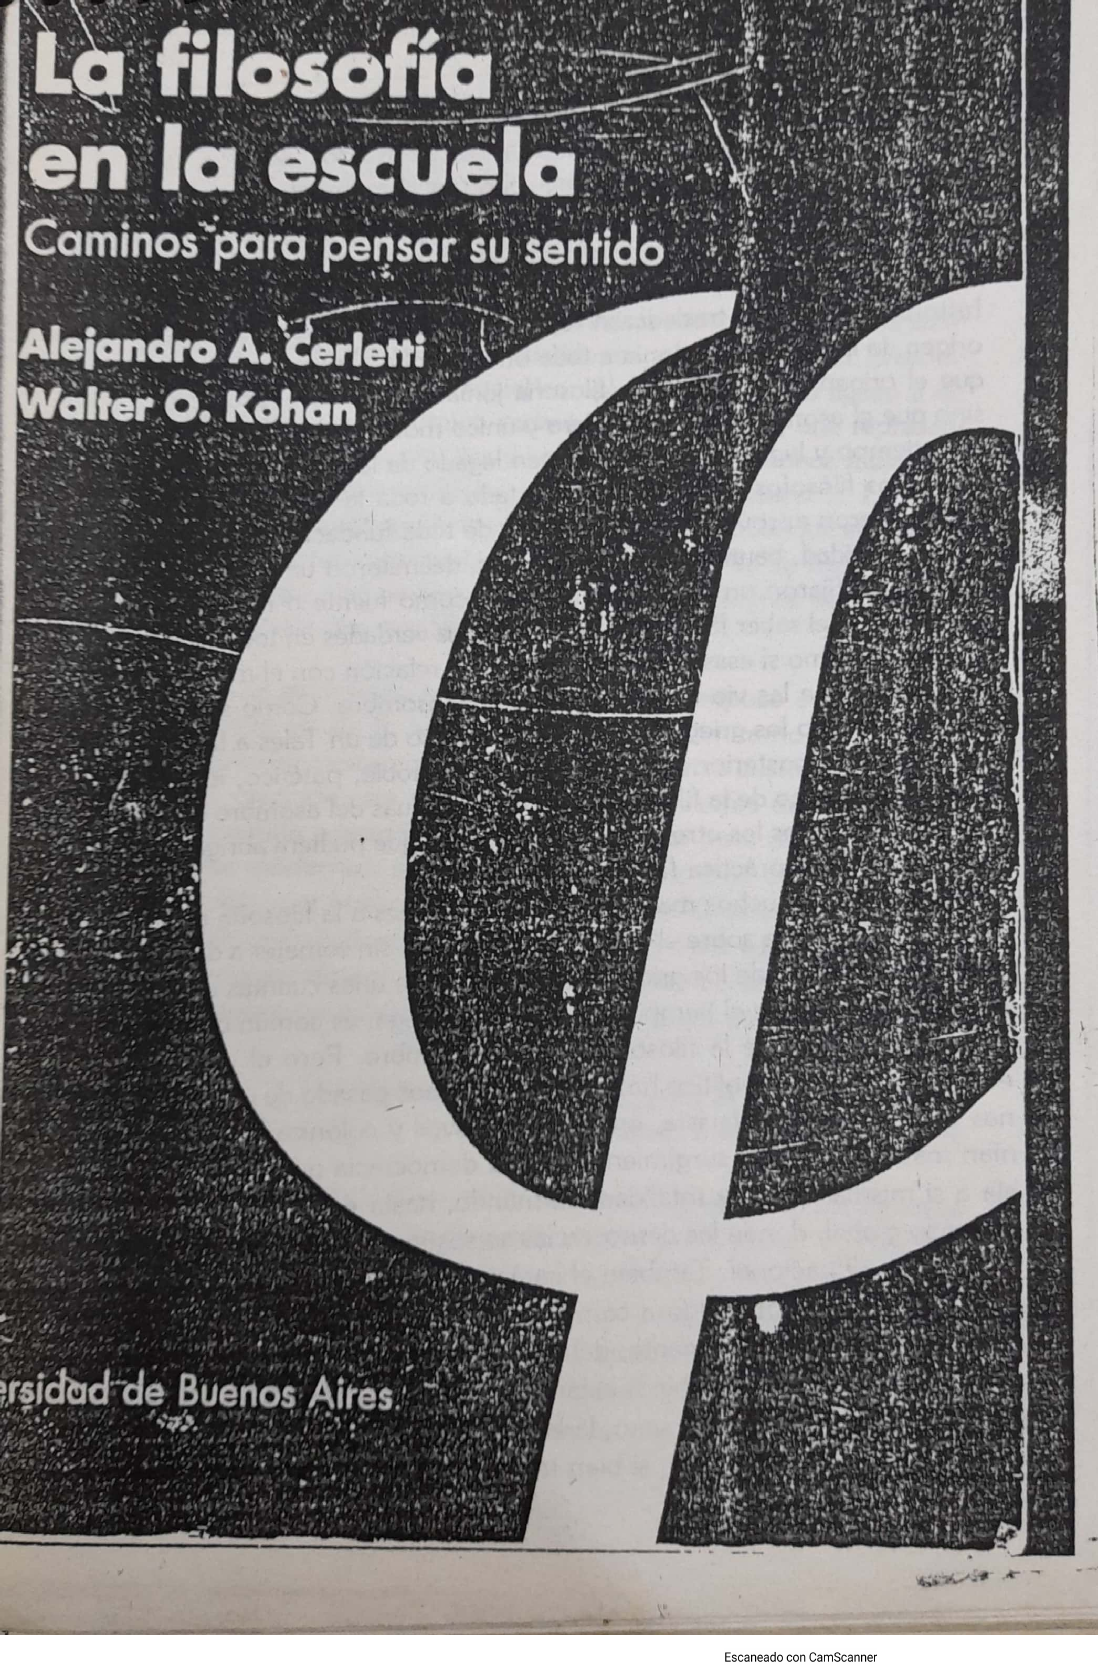 La filosofía
en la escuela
Caminos para pensar su sentido
Alejandro A. Cerletti
Walter O. Kohan
ersidad de Buenos Aires
Escaneado con CamScanner